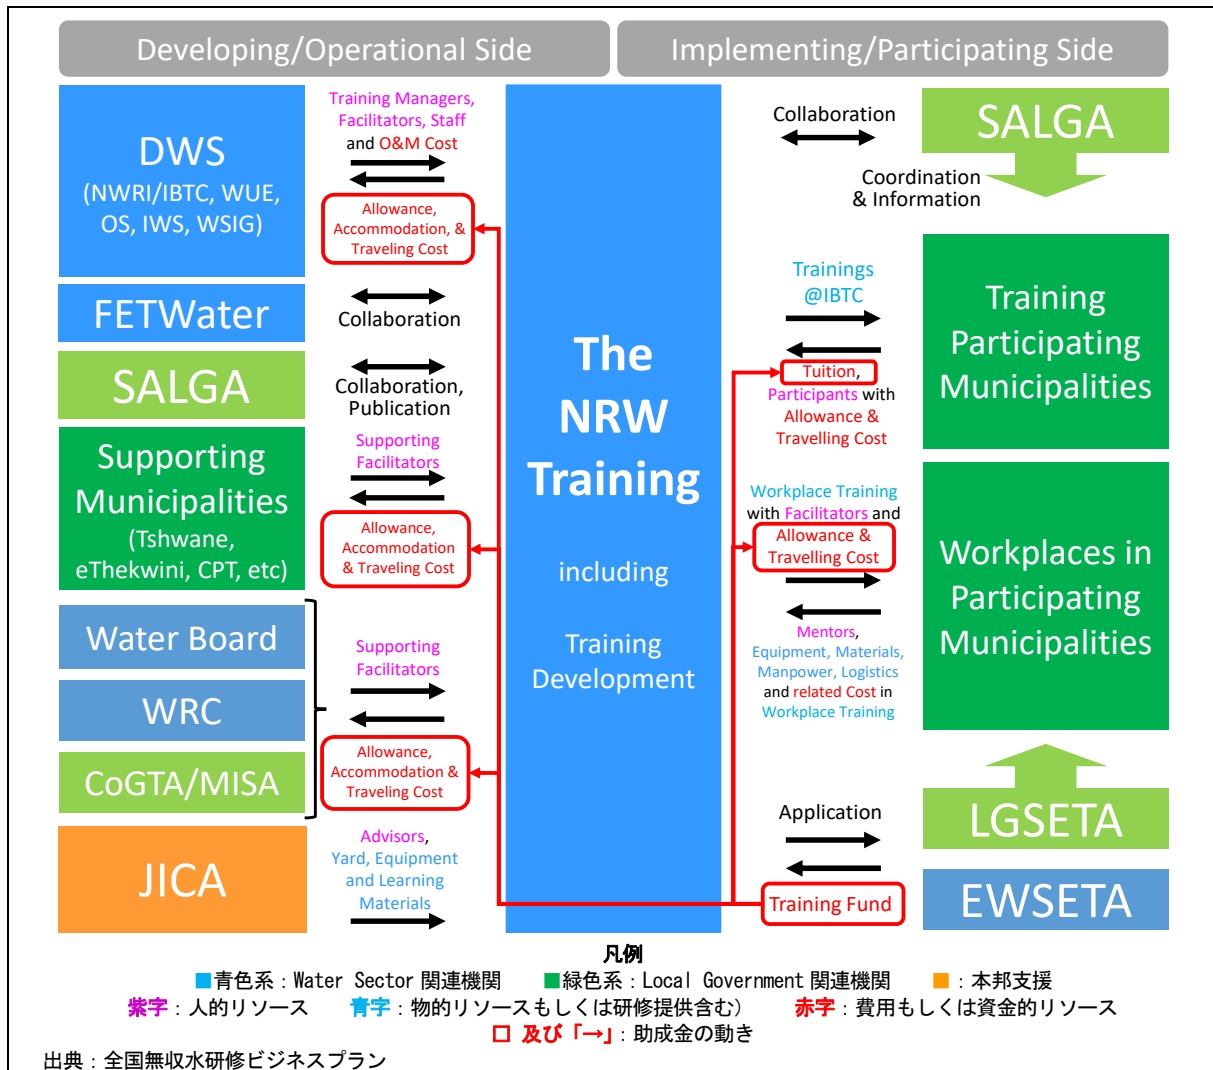 Developing/Operational Side
Implementing/Participating Side
DWS
(NWRI/IBTC, WUE,
OS, IWS, WSIG)
Training Managers,
Facilitators, Staff
and O&M Cost
Allowance,
Accommodation, &
Traveling Cost
FETWater
Collaboration
SALGA
Collaboration,
Publication
Supporting
Municipalities
(Tshwane,
eThekwini, CPT, etc)
Supporting
Facilitators
Allowance,
Accommodation
& Traveling Cost
Water Board
WRC
CoGTA/MISA
Supporting
Facilitators
Allowance,
Accommodation &
Traveling Cost
JICA
Advisors,
Yard, Equipment
and Learning
Materials
The
NRW
Training
including
Training
Development
Collaboration
SALGA
Coordination
& Information
Trainings
@IBTC
Tuition,
Participants with
Allowance &
Travelling Cost
Training
Participating
Municipalities
Workplace Training
with Facilitators and
Allowance &
Travelling Cost
Mentors,
Equipment, Materials,
Manpower, Logistics
and related Cost in
Workplace Training
Workplaces in
Participating
Municipalities
Application
Training Fund
LGSETA
EWSETA
凡例
■青色系：Water Sector 関連機関 ■緑色系：Local Government 関連機関 ■：本邦支援
紫字：人的リソース 青字：物的リソースもしくは研修提供含む） 赤字：費用もしくは資金的リソース
□ 及び「→」：助成金の動き
出典：全国無収水研修ビジネスプラン